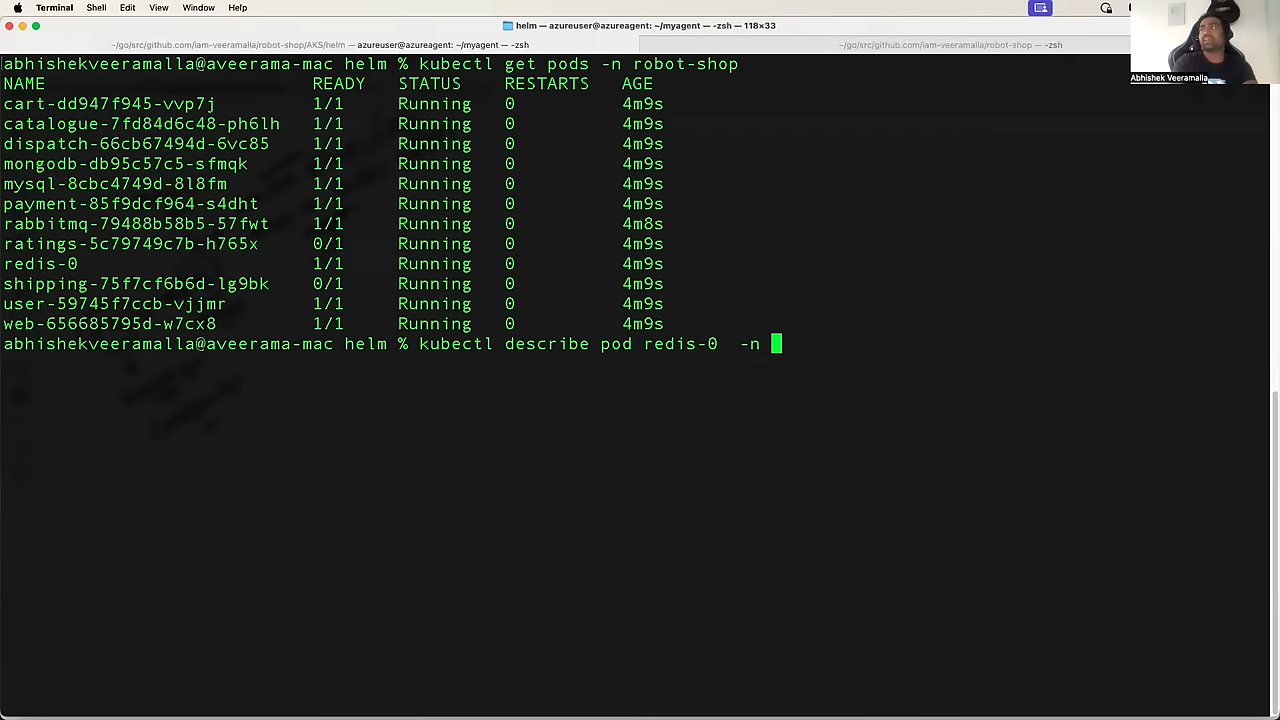 Terminal Shell Edit View Window Help
helm — azureuser@azureagent: ~/myagent — -zsh — 118×33
~/go/src/github.com/iam-veeramalla/robot-shop/AKS/helm — azureuser@azureagent: ~/myagent — -zsh
~/go/src/github.com/iam-veeramalla/robot-shop — -zsh
Abhishek Veeramalla
abhishekveeramalla@aveerama-mac helm % kubectl get pods -n robot-shop
NAME READY STATUS RESTARTS AGE
cart-dd947f945-vvp7j 1/1 Running 0 4m9s
catalogue-7fd84d6c48-ph6lh 1/1 Running 0 4m9s
dispatch-66cb67494d-6vc85 1/1 Running 0 4m9s
mongodb-db95c57c5-sfmqk 1/1 Running 0 4m9s
mysql-8cbc4749d-8l8fm 1/1 Running 0 4m9s
payment-85f9dcf964-s4dht 1/1 Running 0 4m9s
rabbitmq-79488b58b5-57fwt 1/1 Running 0 4m8s
ratings-5c79749c7b-h765x 0/1 Running 0 4m9s
redis-0 1/1 Running 0 4m9s
shipping-75f7cf6b6d-lg9bk 0/1 Running 0 4m9s
user-59745f7ccb-vjjmr 1/1 Running 0 4m9s
web-656685795d-w7cx8 1/1 Running 0 4m9s
abhishekveeramalla@aveerama-mac helm % kubectl describe pod redis-0  -n